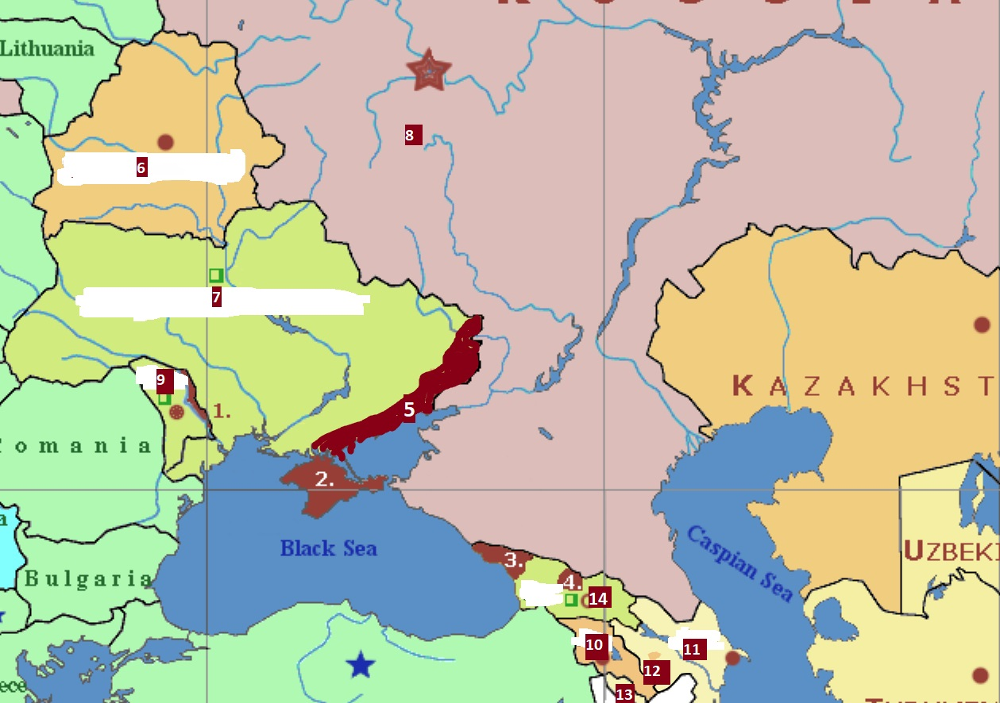 R U S S I A
Lithuania
8
6
7
9
1.
5
KAZAKHST
omania
2.
a
Black Sea
Caspian Sea
UZBEKI
Bulgaria
3.
4.
14
10
11
12
ece
13
TURKMEN